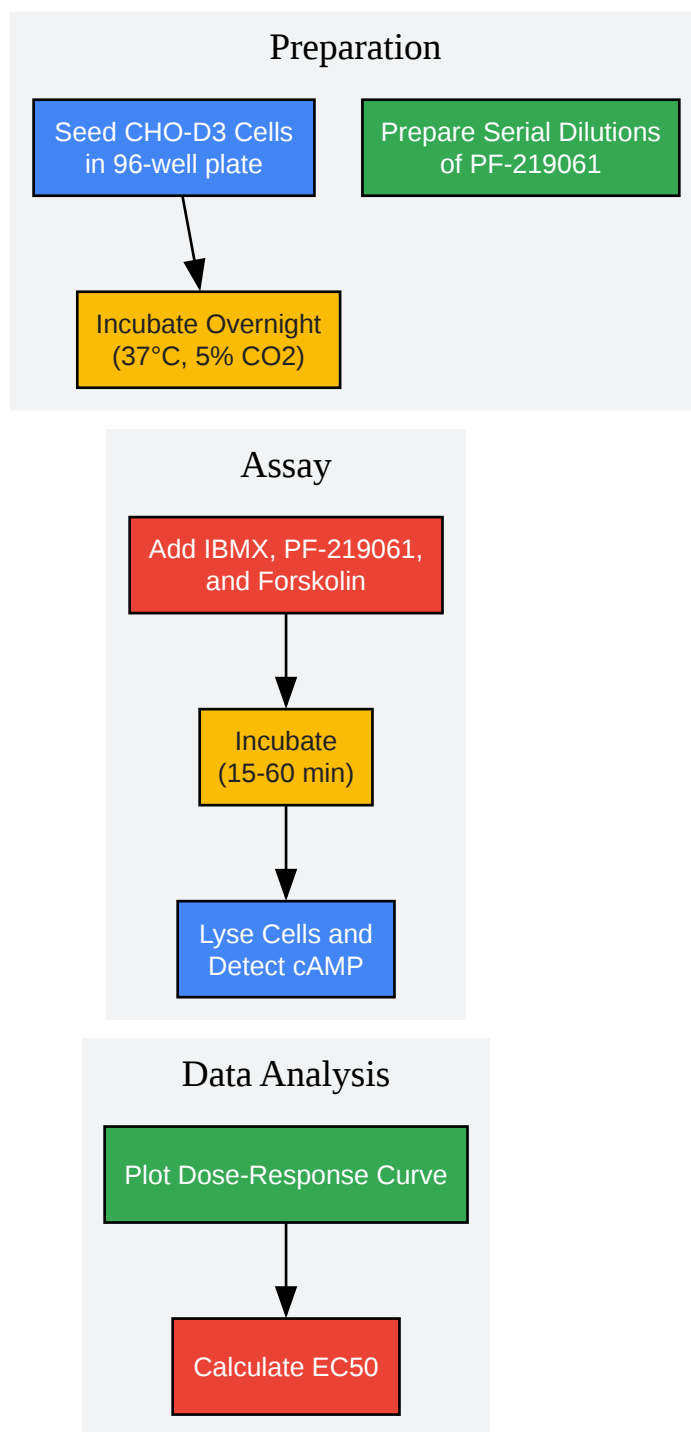 Preparation
Seed CHO-D3 Cells
in 96-well plate
Prepare Serial Dilutions
of PF-219061
Incubate Overnight
(37°C, 5% CO2)
Assay
Add IBMX, PF-219061,
and Forskolin
Incubate
(15-60 min)
Lyse Cells and
Detect cAMP
Data Analysis
Plot Dose-Response Curve
Calculate EC50